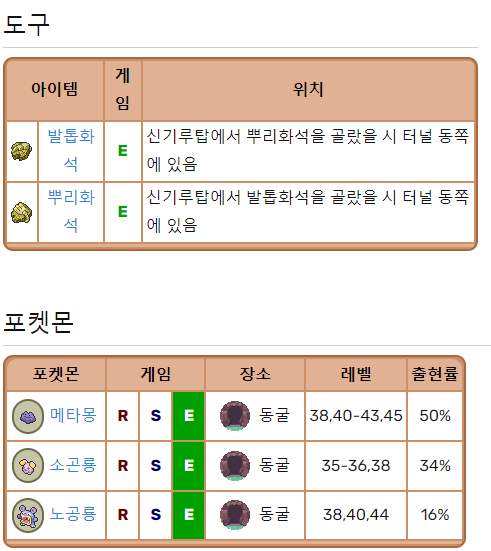 도구
아이템 게임 위치
발톱화석 E 신기루탑에서 뿌리화석을 골랐을 시 터널 동쪽에 있음
뿌리화석 E 신기루탑에서 발톱화석을 골랐을 시 터널 동쪽에 있음
포켓몬
포켓몬 게임 장소 레벨 출현률
메타몽 R S E 동굴 38,40-43,45 50%
소곤룡 R S E 동굴 35-36,38 34%
노공룡 R S E 동굴 38,40,44 16%